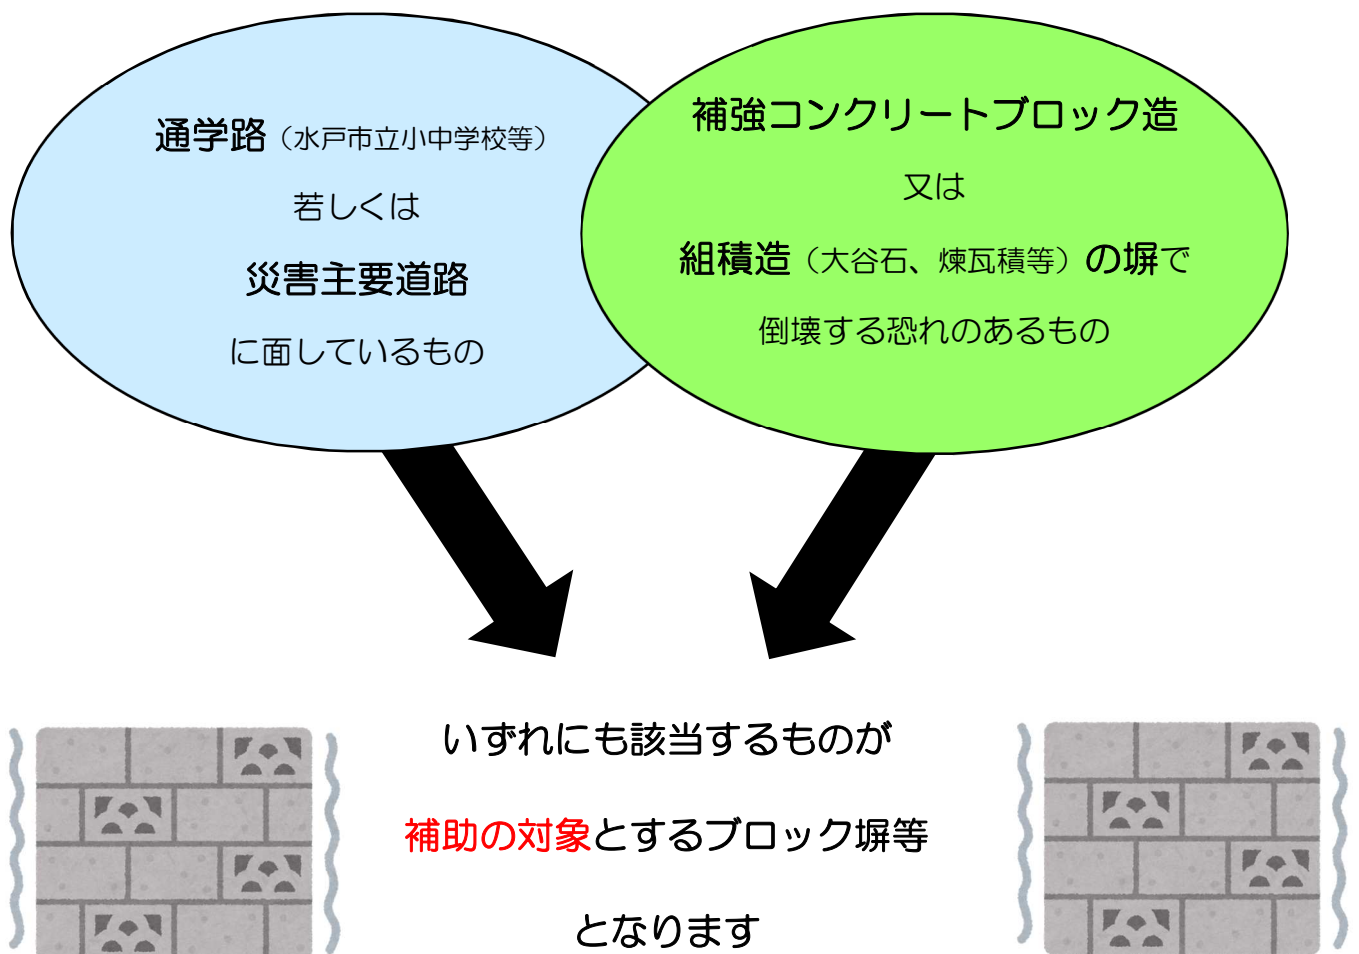 通学路（水戸市立小中学校等）
若しくは
災害主要道路
に面しているもの
補強コンクリートブロック造
又は
組積造（大谷石、煉瓦積等）の塀で
倒壊する恐れのあるもの
いずれにも該当するものが
補助の対象とするブロック塀等
となります